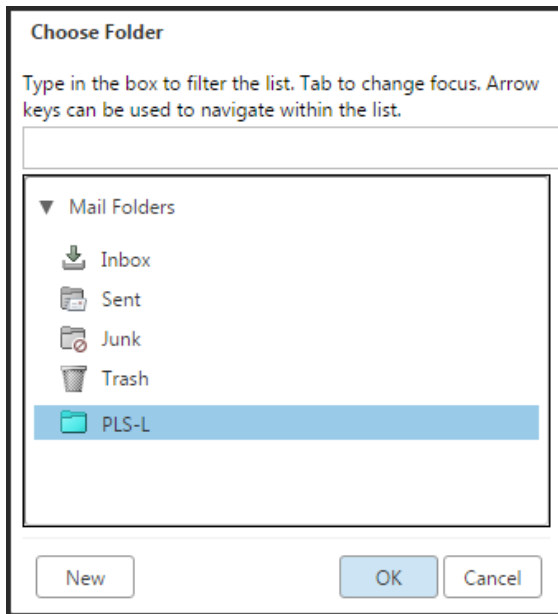 Choose Folder
Type in the box to filter the list. Tab to change focus. Arrow
keys can be used to navigate within the list.
Mail Folders
Inbox
Sent
Junk
Trash
PLS-L
New OK Cancel